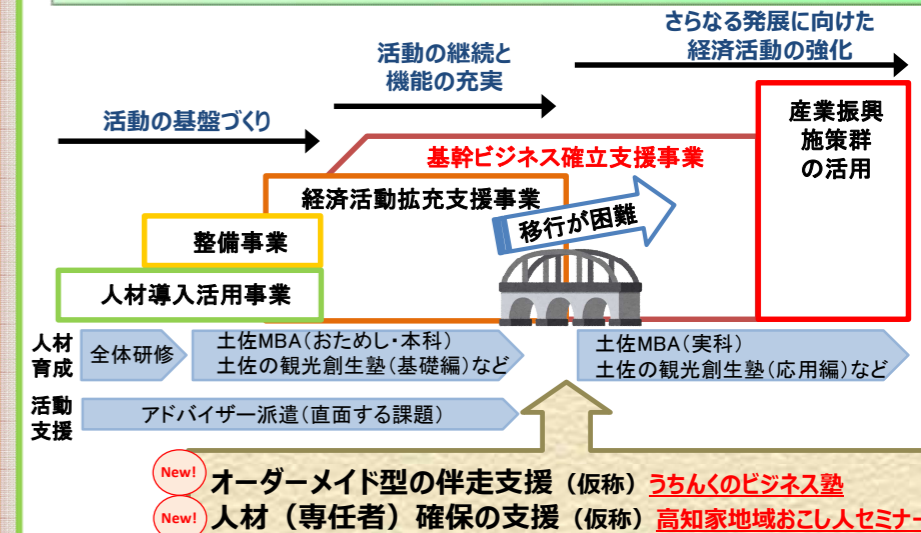 さらなる発展に向けた
経済活動の強化
活動の継続と
機能の充実
活動の基盤づくり
産業振興
施策群
の活用
基幹ビジネス確立支援事業
経済活動拡充支援事業
移行が困難
整備事業
人材導入活用事業
人材
育成
全体研修
土佐MBA(おためし・本科)
土佐の観光創生塾(基礎編)など
土佐MBA(実科)
土佐の観光創生塾(応用編)など
活動
支援
アドバイザー派遣(直面する課題)
New! オーダーメイド型の伴走支援（仮称）うちんくのビジネス塾
New! 人材（専任者）確保の支援（仮称）高知家地域おこし人セミナー